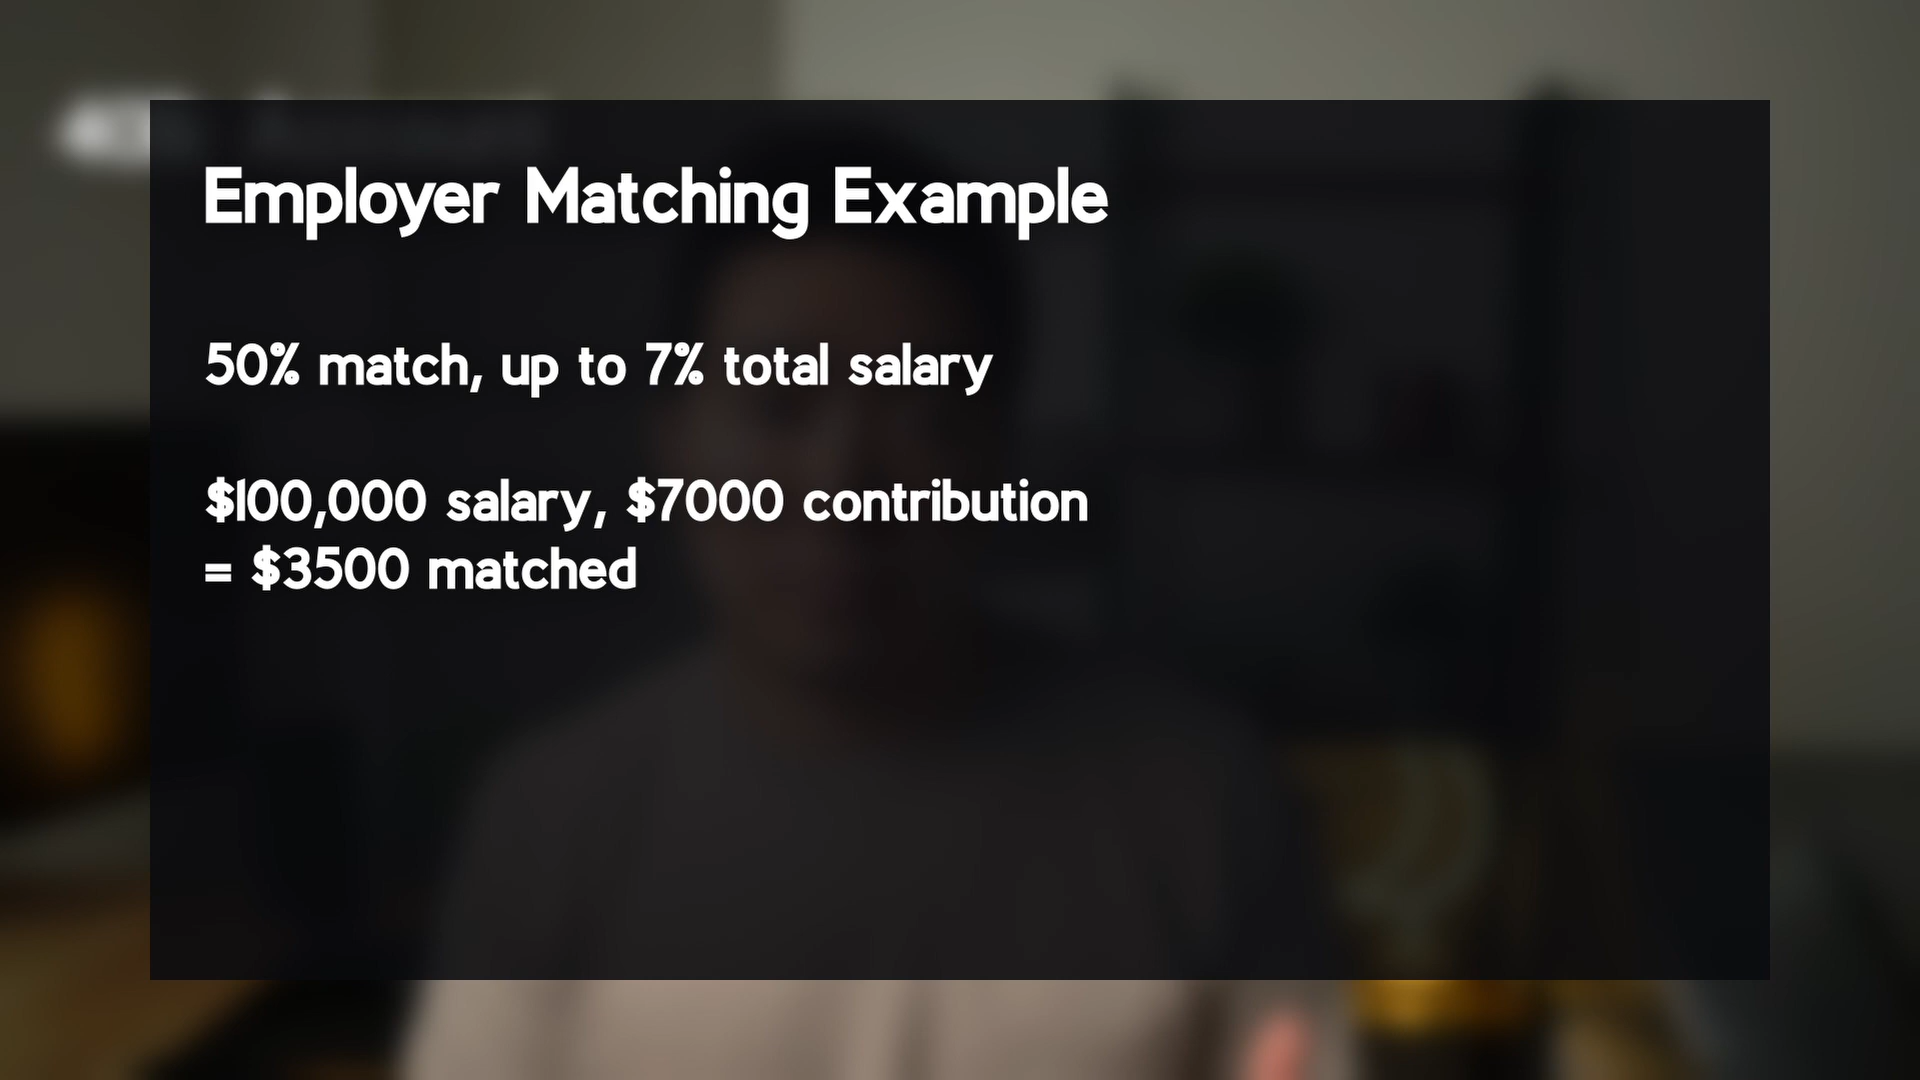 Employer Matching Example
50% match, up to 7% total salary
$100,000 salary, $7000 contribution
= $3500 matched